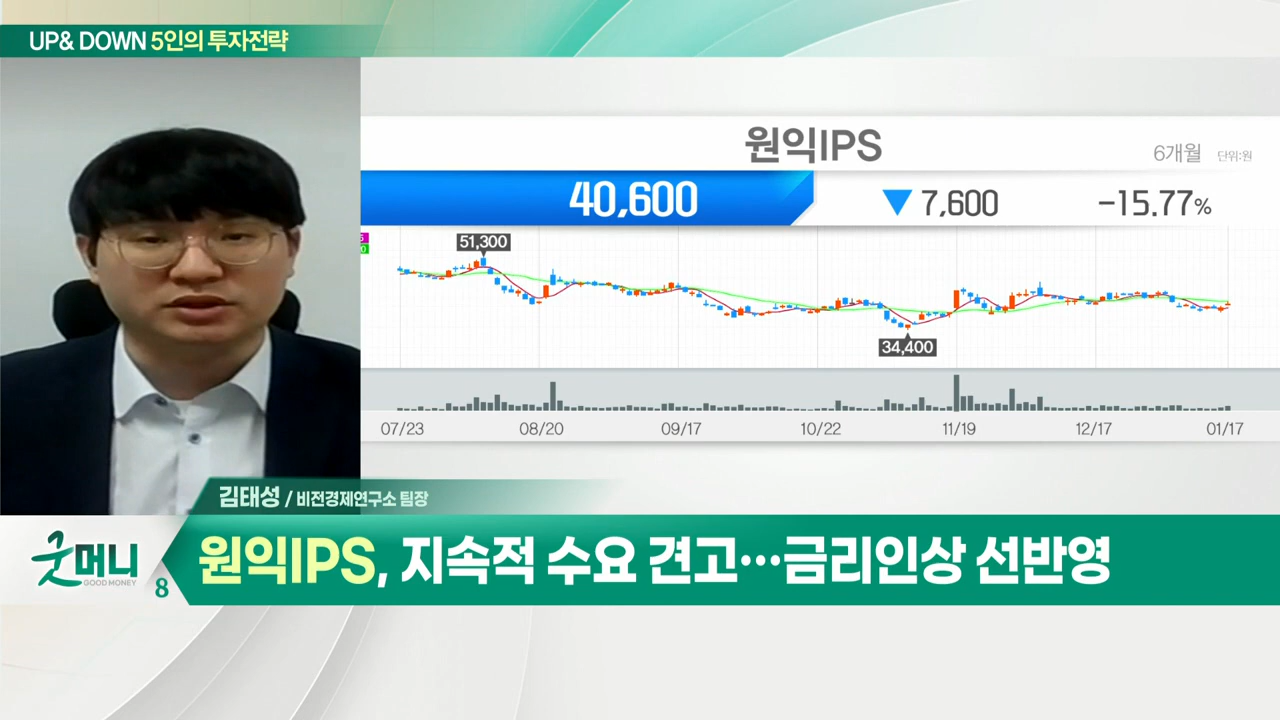 UP& DOWN 5인의 투자전략
원익IPS
6개월 단위:원
40,600 ▼ 7,600 -15.77%
51,300
34,400
07/23 08/20 09/17 10/22 11/19 12/17 01/17
김태성 / 비전경제연구소 팀장
굿머니
GOOD MONEY
8
원익IPS, 지속적 수요 견고…금리인상 선반영